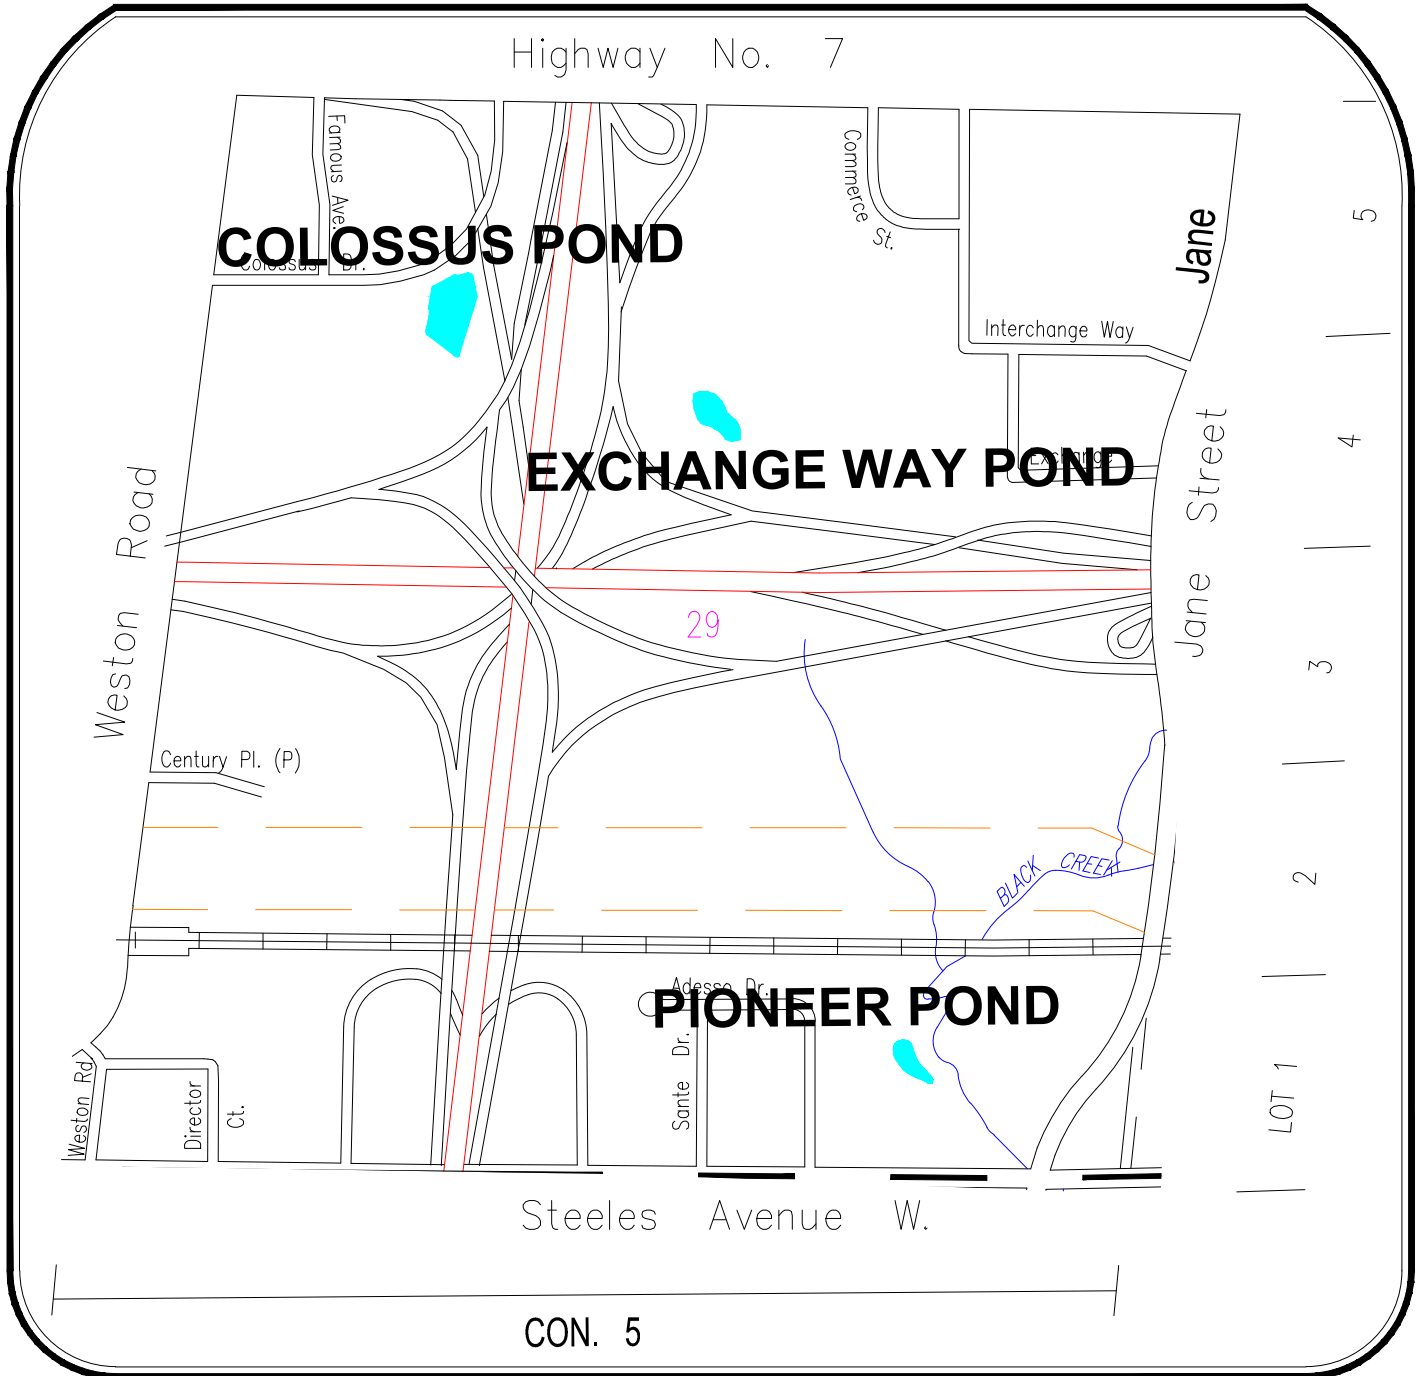 Highway No. 7
Famous Ave.
Commerce St.
COLOSSUS POND
Colossus Dr.
Jane
5
Interchange Way
4
Exchange
EXCHANGE WAY POND
Weston Road
Jane Street
29
3
Century Pl. (P)
BLACK CREEK
2
Adesso Dr.
PIONEER POND
Sante Dr.
Weston Rd
Director Ct.
LOT 1
Steeles Avenue W.
CON. 5